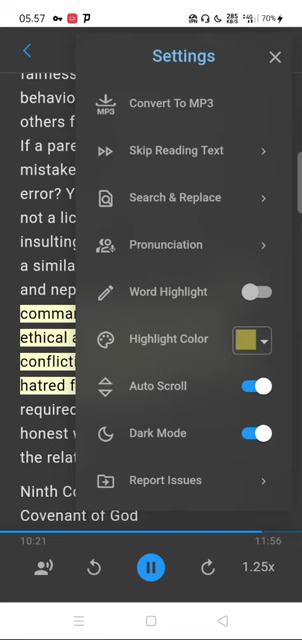 05.57
285 KB/S
4G
70%
Settings
fairness
behavio
others f
If a pare
mistake
error? Y
not a lic
insulting
a simila
and nep
comman
ethical a
conflicti
hatred f
required
honest w
the relat
Ninth Co
Covenant of God
MP3
Convert To MP3
Skip Reading Text
Search & Replace
Pronunciation
Word Highlight
Highlight Color
Auto Scroll
Dark Mode
Report Issues
10:21
11:56
1.25x